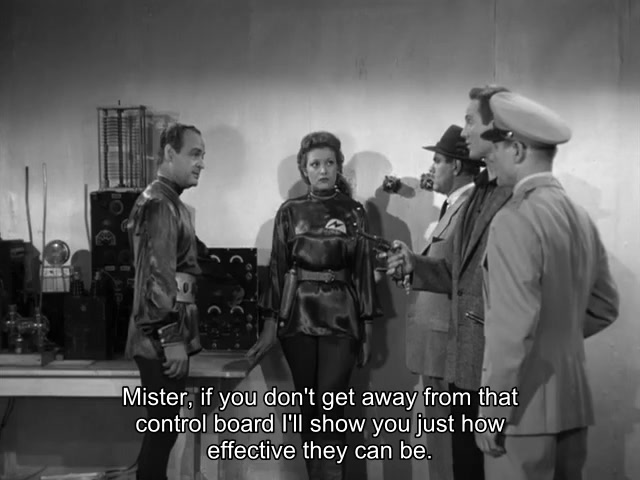 Mister, if you don't get away from that
control board I'll show you just how
effective they can be.